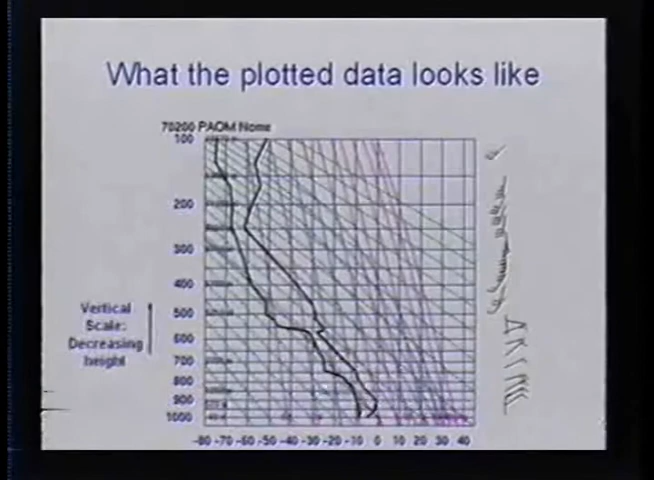 What the plotted data looks like
70200 PAOM Nome
100
200
300
400
500
600
700
800
900
1000
Vertical
Scale:
Decreasing
height
-80 -70 -60 -50 -40 -30 -20 -10 0 10 20 30 40